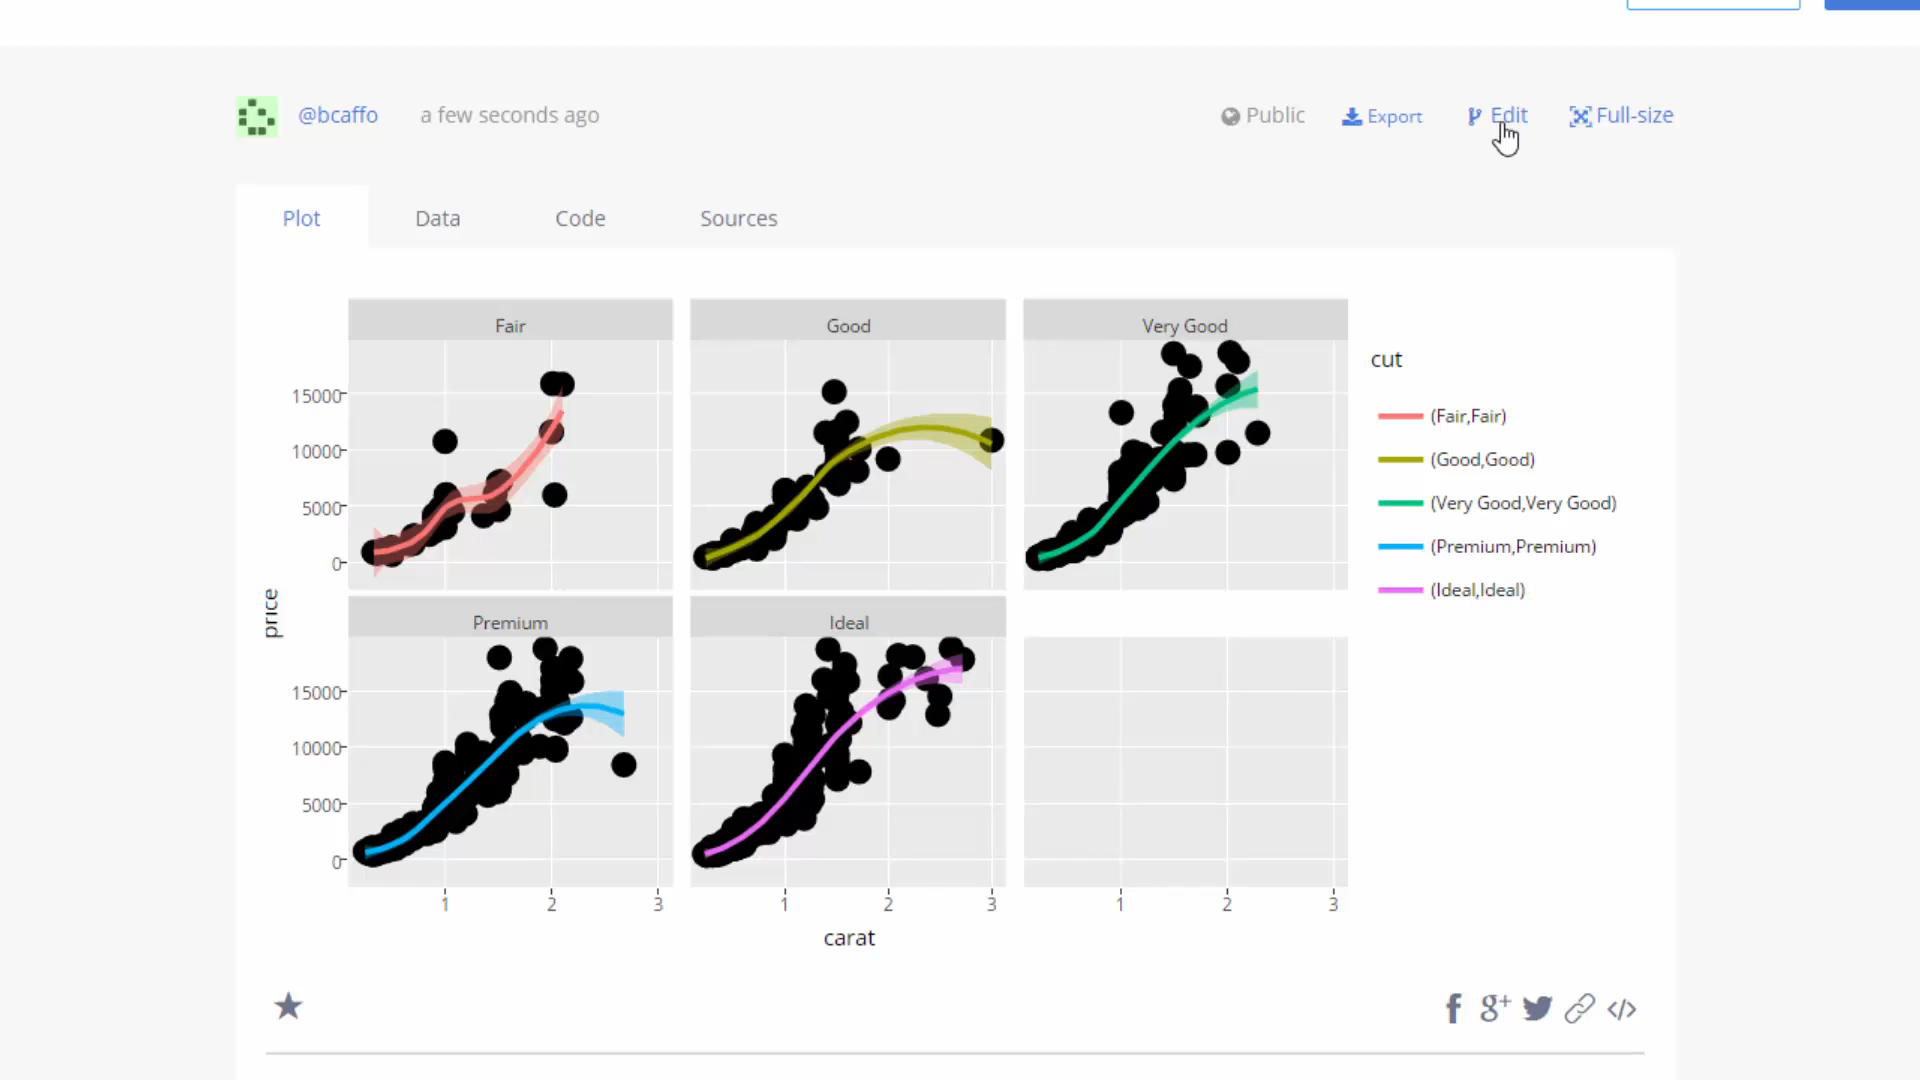 @bcaffo a few seconds ago Public Export Edit Full-size
Plot Data Code Sources
Fair Good Very Good
cut
(Fair,Fair)
(Good,Good)
(Very Good,Very Good)
(Premium,Premium)
(Ideal,Ideal)
15000
10000
5000
0
price
Premium Ideal
15000
10000
5000
0
1 2 3 1 2 3 1 2 3
carat
f g+ </>